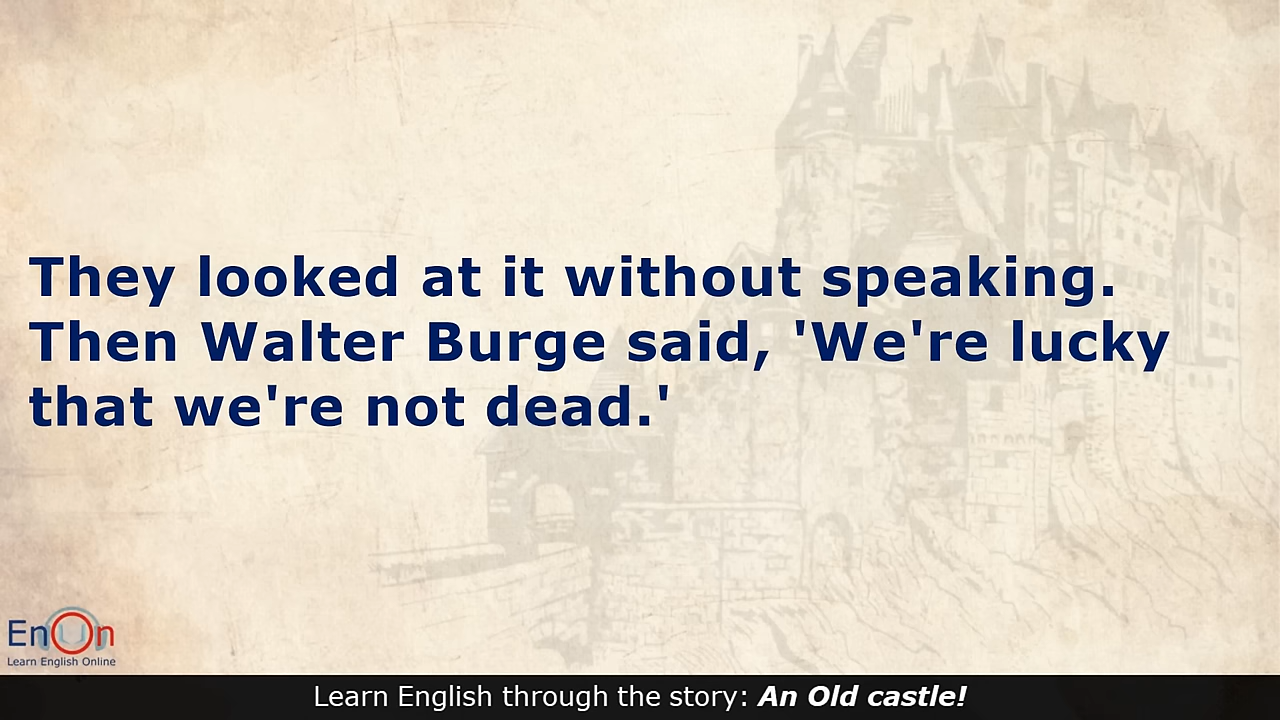 They looked at it without speaking.
Then Walter Burge said, 'We're lucky
that we're not dead.'
EnOn
Learn English Online
Learn English through the story: An Old castle!